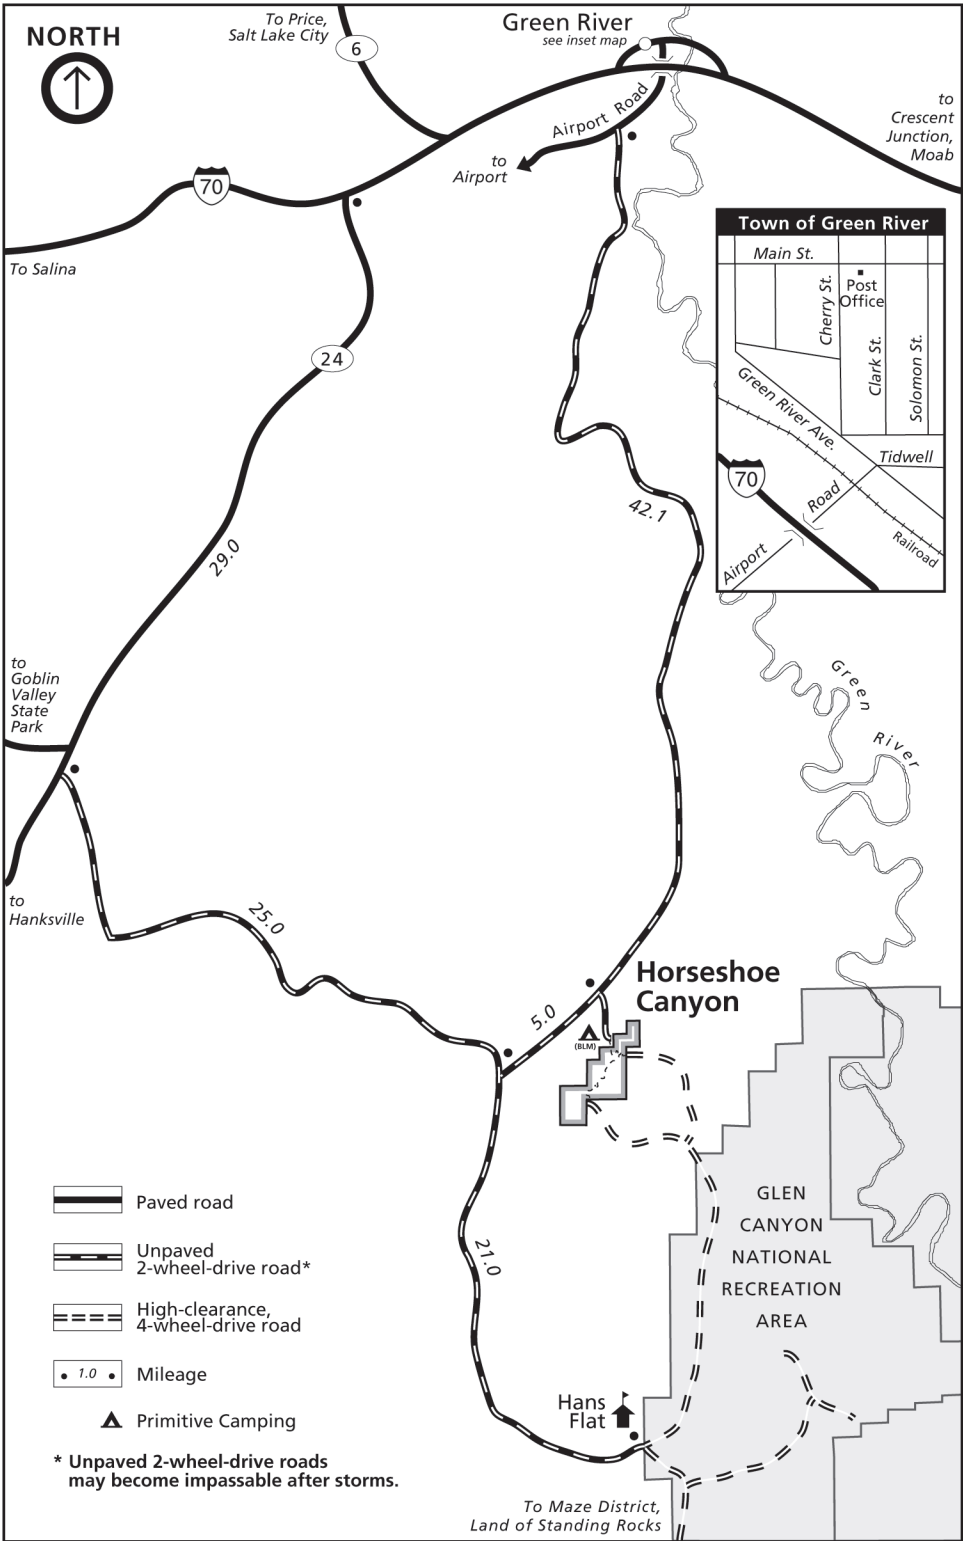 NORTH
To Price,
Salt Lake City
6
Green River
see inset map
Airport Road
to
Airport
to
Crescent
Junction,
Moab
70
To Salina
24
29.0
42.1
Town of Green River
Main St.
Cherry St.
Post
Office
Clark St.
Solomon St.
Green River Ave.
Tidwell
70
Road
Airport
Railroad
to
Goblin
Valley
State
Park
Green
River
to
Hanksville
25.0
Horseshoe
Canyon
5.0
(BLM)
21.0
GLEN
CANYON
NATIONAL
RECREATION
AREA
Paved road
Unpaved
2-wheel-drive road*
High-clearance,
4-wheel-drive road
1.0
Mileage
Primitive Camping
* Unpaved 2-wheel-drive roads
may become impassable after storms.
Hans
Flat
To Maze District,
Land of Standing Rocks